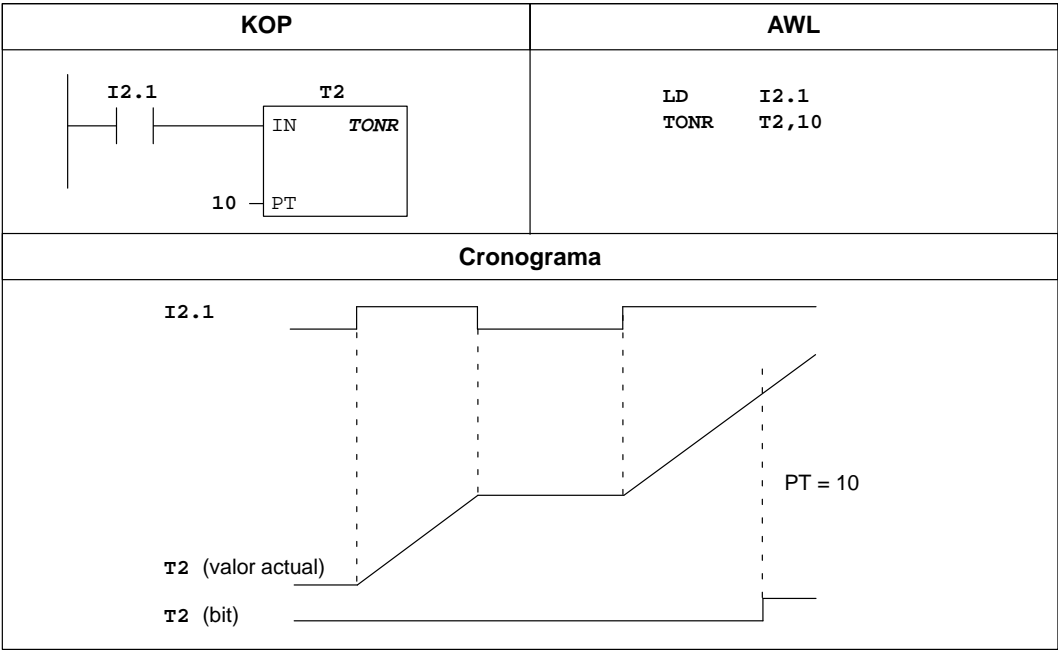 KOP
AWL
I2.1
T2
IN TONR
10 PT
LD I2.1
TONR T2,10
Cronograma
I2.1
PT = 10
T2 (valor actual)
T2 (bit)